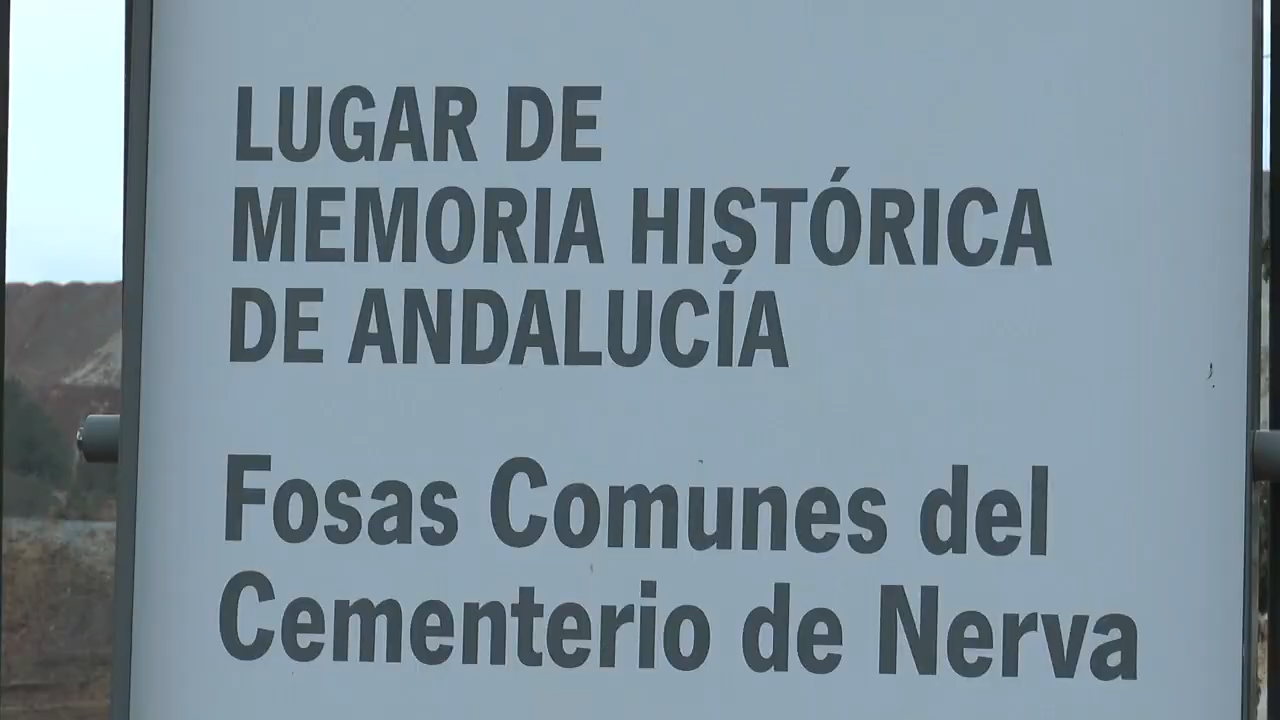 LUGAR DE
MEMORIA HISTÓRICA
DE ANDALUCÍA
Fosas Comunes del
Cementerio de Nerva